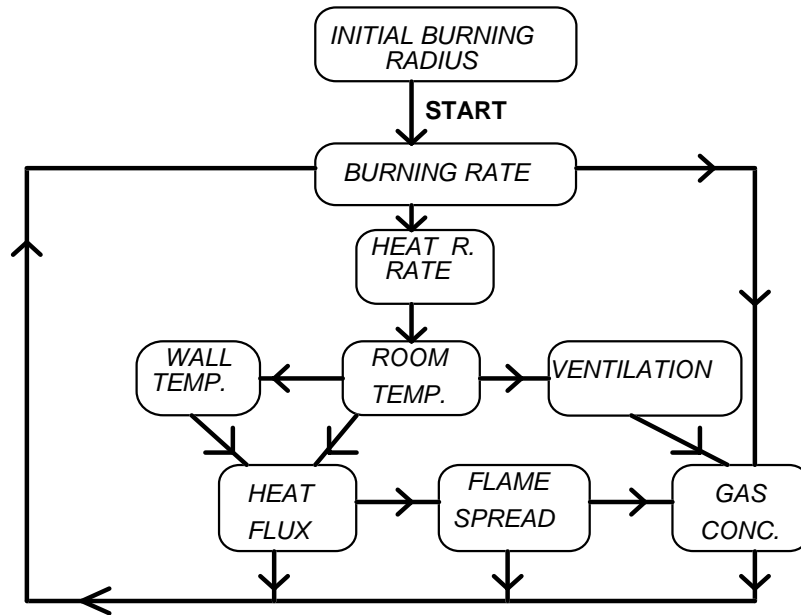 INITIAL BURNING
RADIUS
START
BURNING RATE
HEAT R.
RATE
WALL
TEMP.
ROOM
TEMP.
VENTILATION
HEAT
FLUX
FLAME
SPREAD
GAS
CONC.